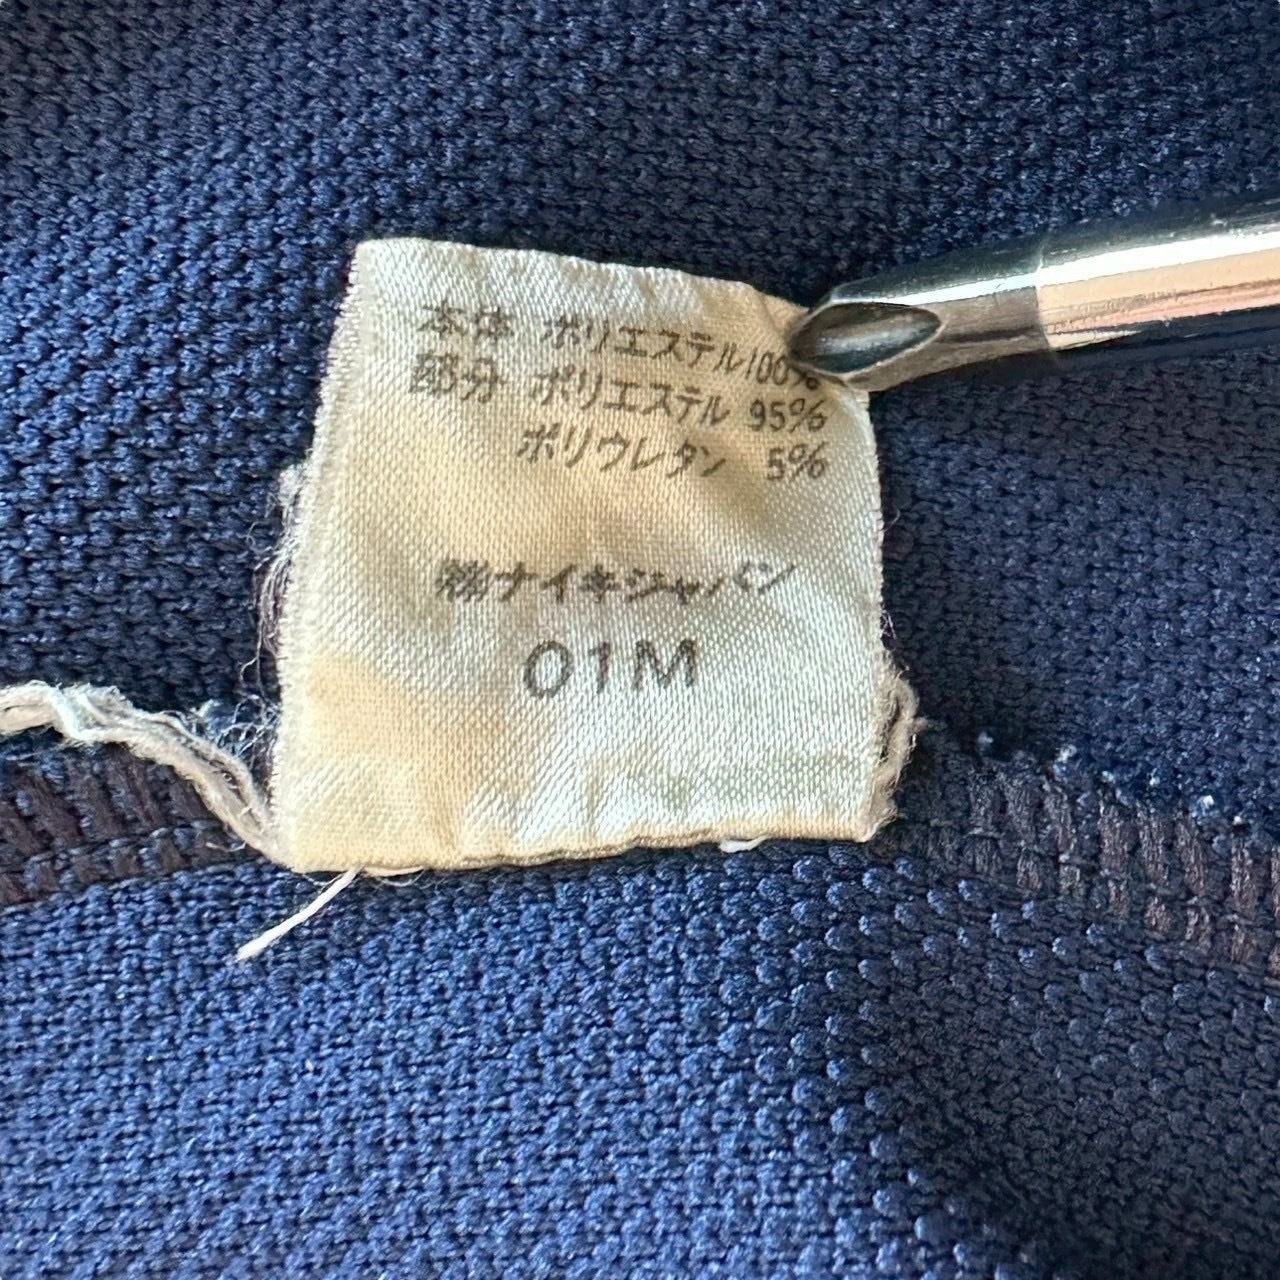 本体 ポリエステル100%
部分 ポリエステル 95%
ポリウレタン 5%
㈱ナイキジャパン
01M